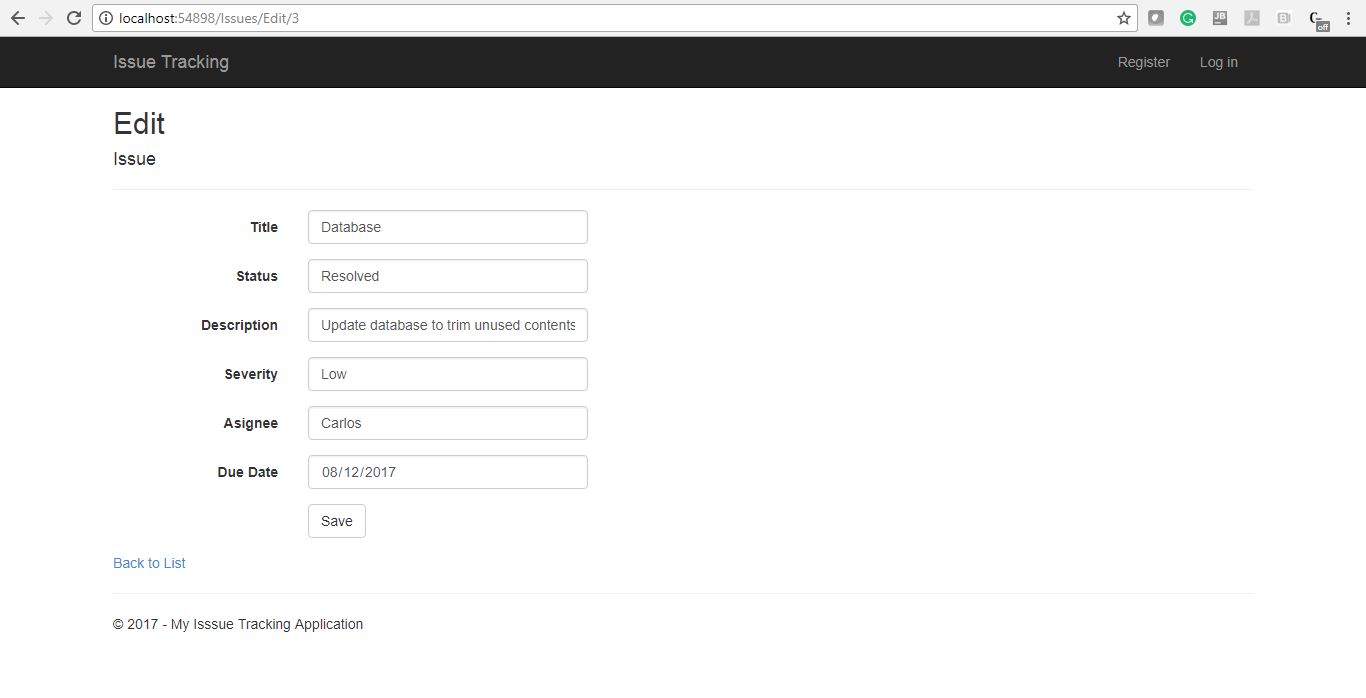 localhost:54898/Issues/Edit/3
JB
off
Issue Tracking Register Log in
Edit
Issue
Title Database
Status Resolved
Description Update database to trim unused contents
Severity Low
Asignee Carlos
Due Date 08/12/2017
Save
Back to List
© 2017 - My Isssue Tracking Application